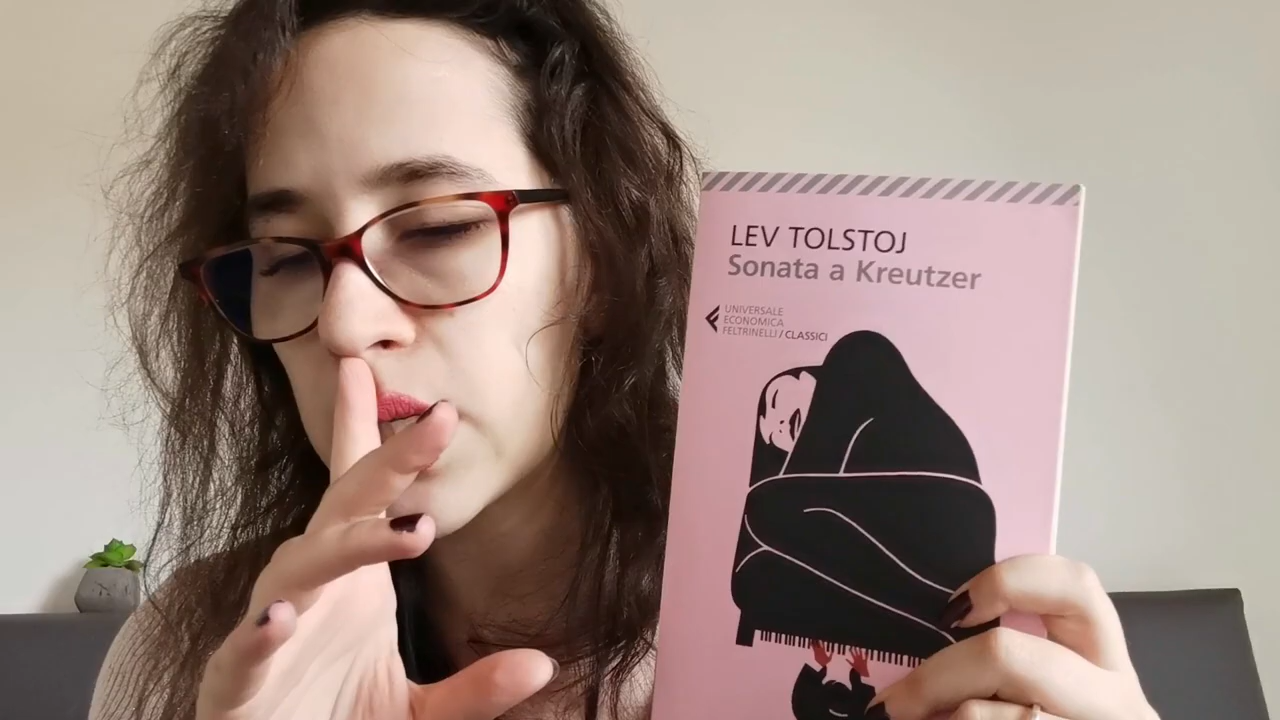 LEV TOLSTOJ
Sonata a Kreutzer
UNIVERSALE
ECONOMICA
FELTRINELLI / CLASSICI